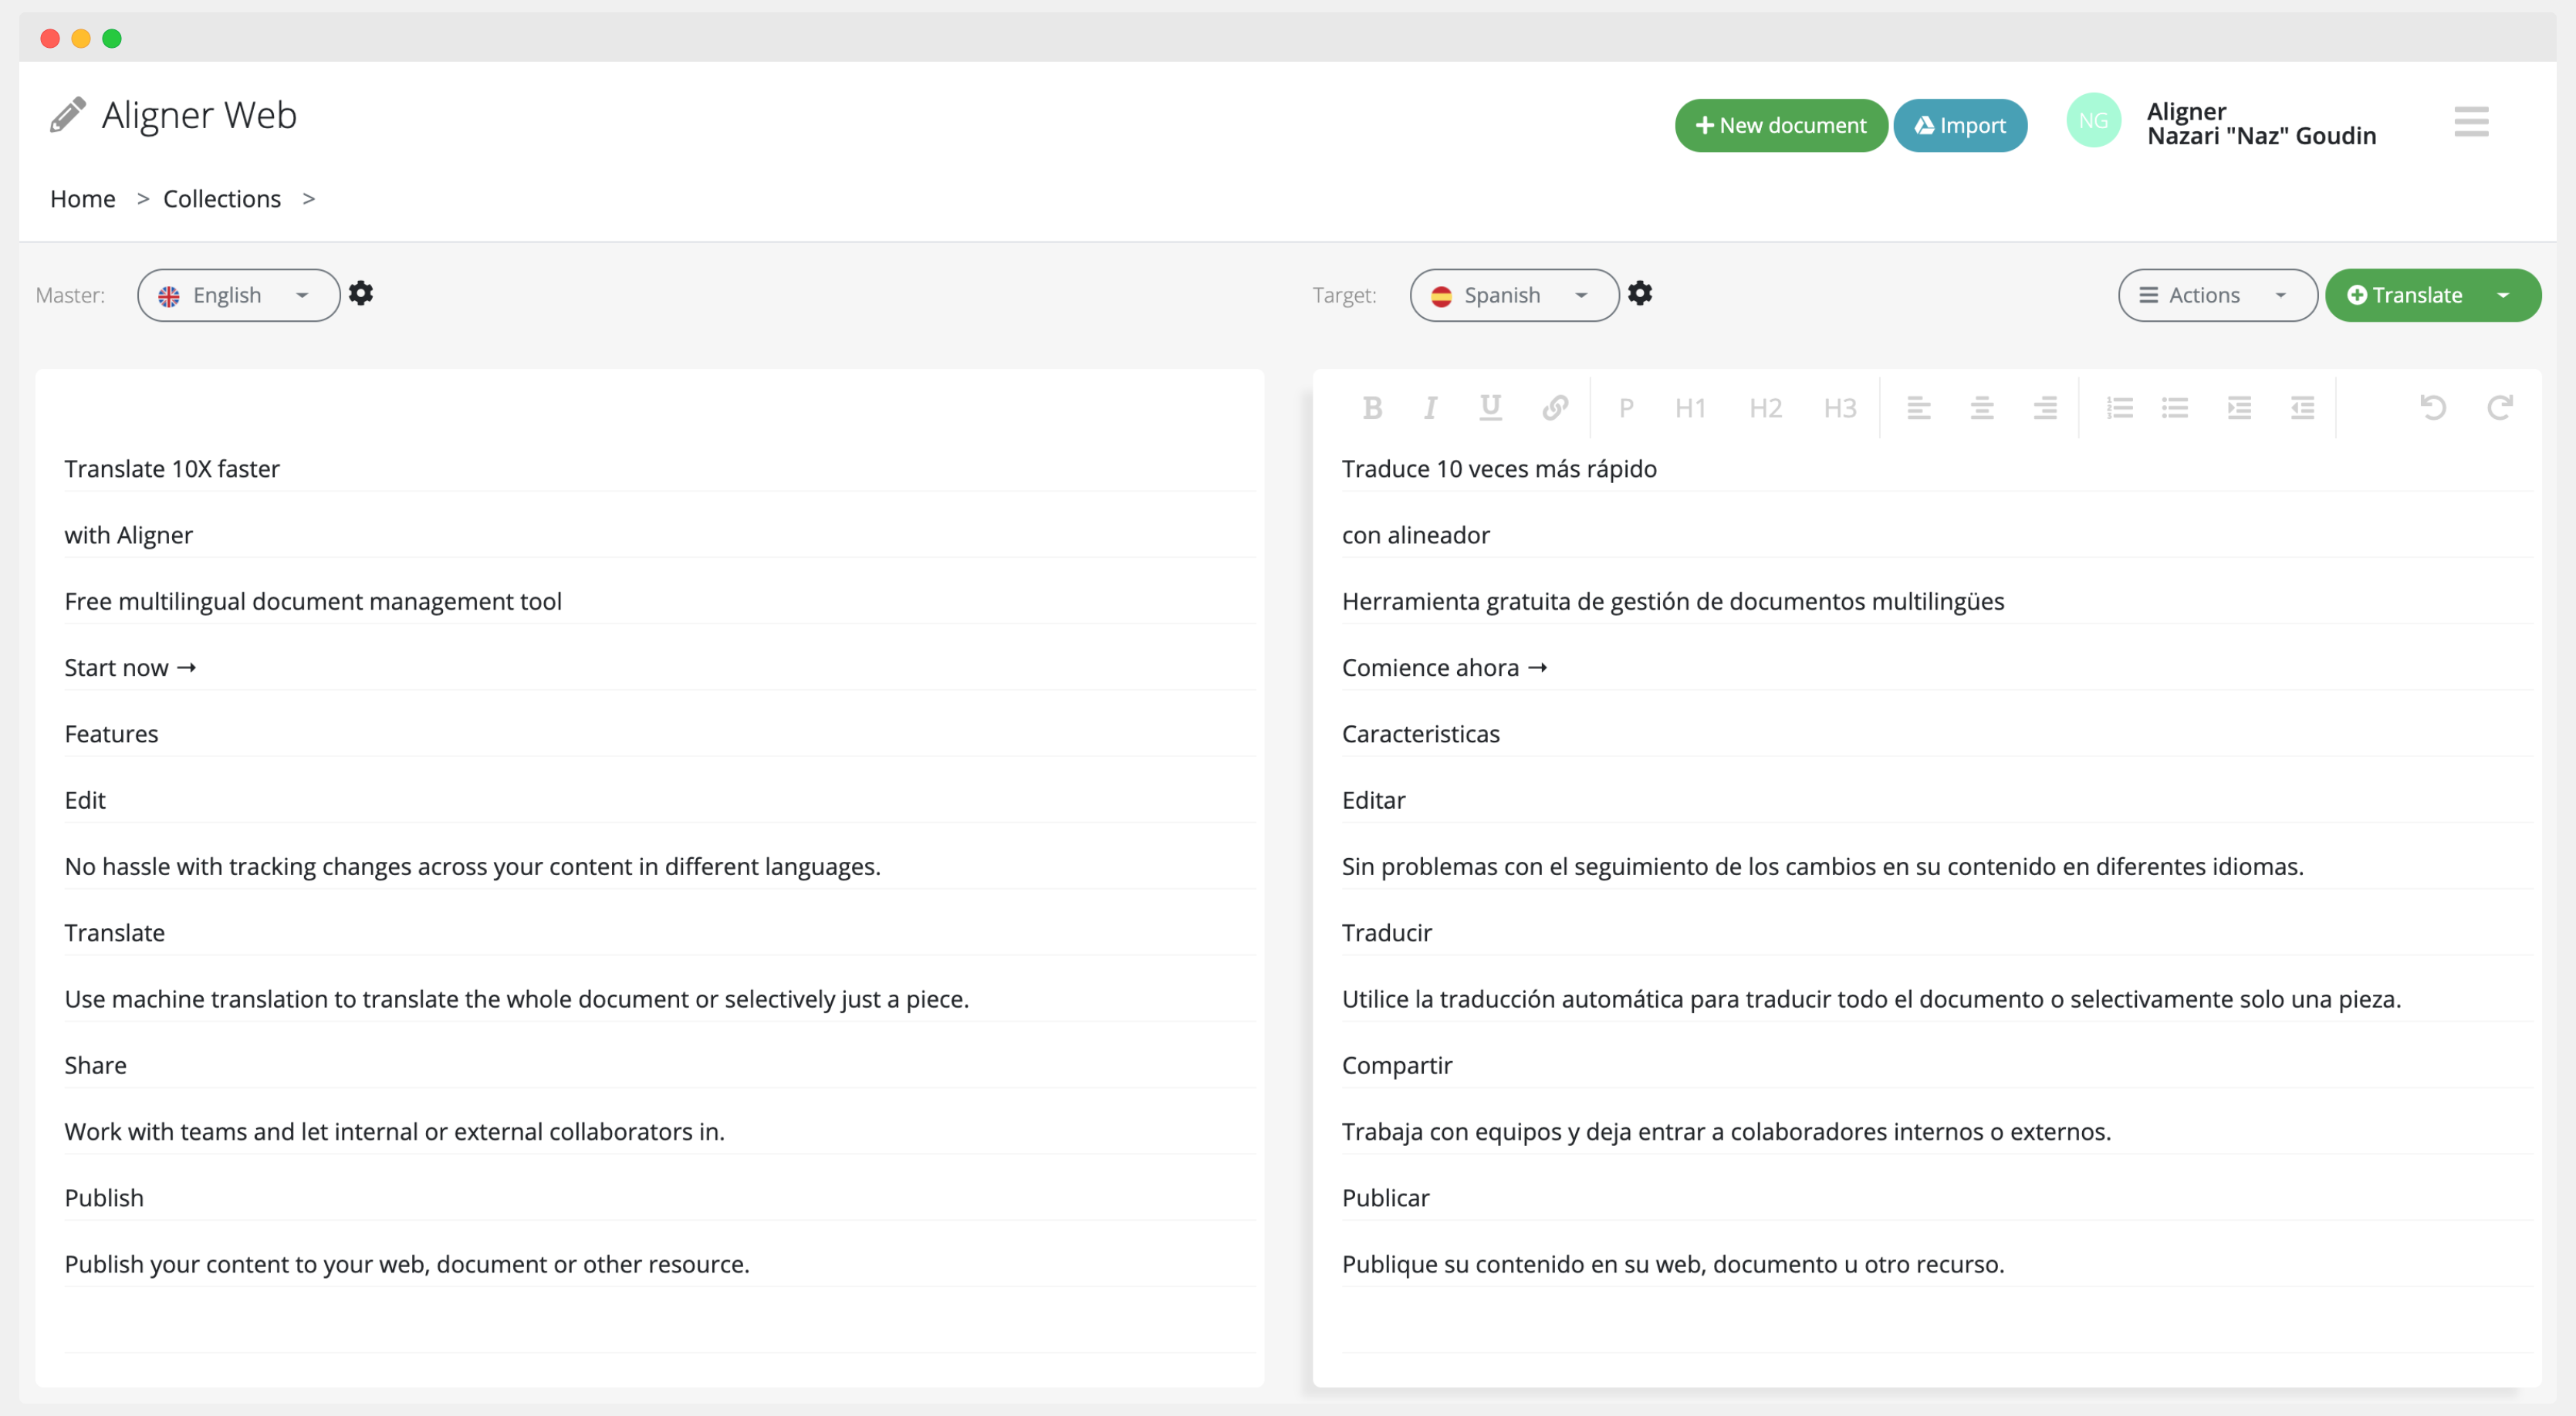 Aligner Web
+ New document
Import
NG
Aligner
Nazari "Naz" Goudin
Home > Collections >
Master:
English
Target:
Spanish
Actions
Translate
B I U P H1 H2 H3
Translate 10X faster
with Aligner
Free multilingual document management tool
Start now →
Features
Edit
No hassle with tracking changes across your content in different languages.
Translate
Use machine translation to translate the whole document or selectively just a piece.
Share
Work with teams and let internal or external collaborators in.
Publish
Publish your content to your web, document or other resource.
Traduce 10 veces más rápido
con alineador
Herramienta gratuita de gestión de documentos multilingües
Comience ahora →
Caracteristicas
Editar
Sin problemas con el seguimiento de los cambios en su contenido en diferentes idiomas.
Traducir
Utilice la traducción automática para traducir todo el documento o selectivamente solo una pieza.
Compartir
Trabaja con equipos y deja entrar a colaboradores internos o externos.
Publicar
Publique su contenido en su web, documento u otro recurso.